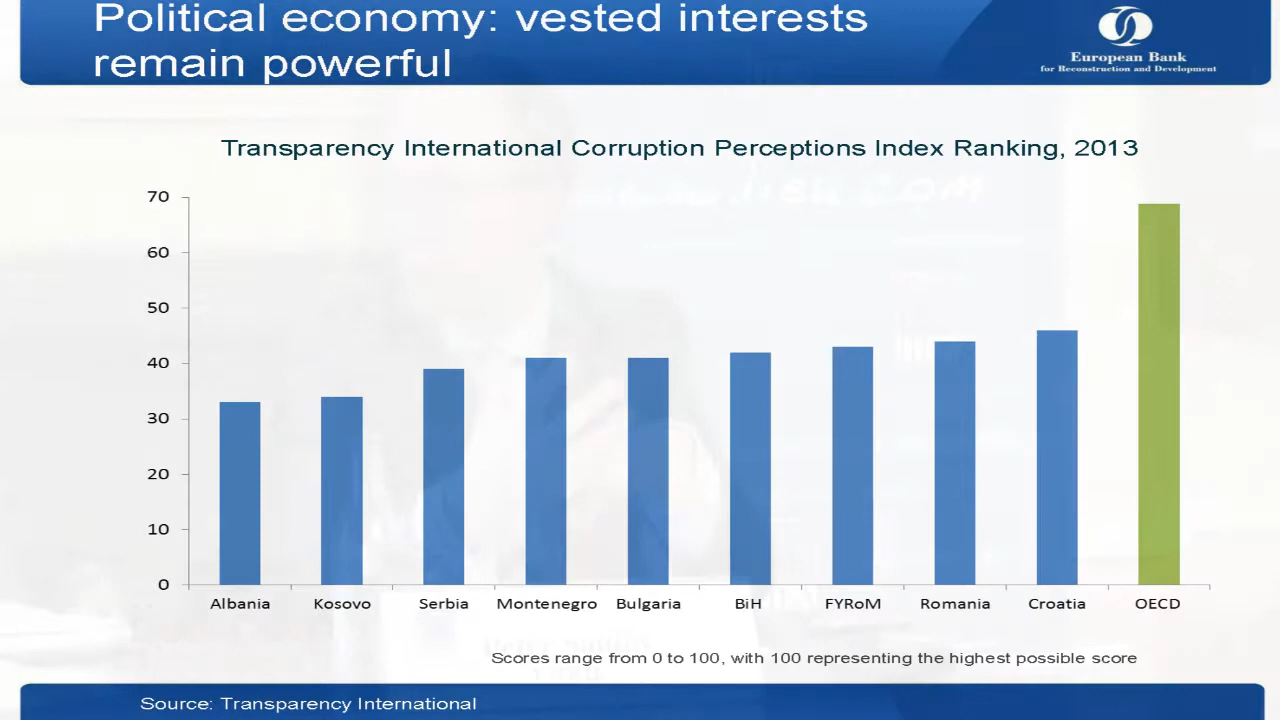 Political economy: vested interests
remain powerful
European Bank
for Reconstruction and Development
Transparency International Corruption Perceptions Index Ranking, 2013
70
60
50
40
30
20
10
0
Albania Kosovo Serbia Montenegro Bulgaria BiH FYRoM Romania Croatia OECD
Scores range from 0 to 100, with 100 representing the highest possible score
Source: Transparency International